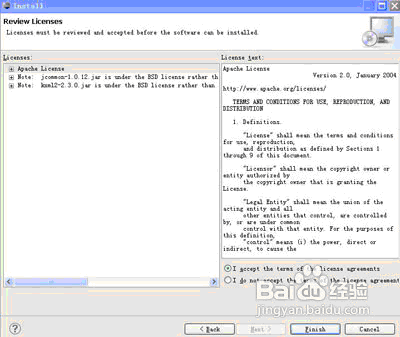 Install
Review Licenses
Licenses must be reviewed and accepted before the software can be installed.
Licenses:
Apache License
Note: jcommon-1.0.12.jar is under the BSD license rather th
Note: kxml2-2.3.0.jar is under the BSD license rather than
License text:
Apache License
Version 2.0, January 2004
http://www.apache.org/licenses/
TERMS AND CONDITIONS FOR USE, REPRODUCTION, AND
DISTRIBUTION
1. Definitions.
"License" shall mean the terms and conditions
for use, reproduction,
and distribution as defined by Sections 1
through 9 of this document.
"Licensor" shall mean the copyright owner or
entity authorized by
the copyright owner that is granting the
License.
"Legal Entity" shall mean the union of the
acting entity and all
other entities that control, are controlled
by, or are under common
control with that entity. For the purposes of
this definition,
"control" means (i) the power, direct or
indirect, to cause the
I accept the terms of the license agreements
I do not accept the terms of the license agreement
Baidu 经验
jingyan.baidu.com
?
< Back
Next >
Finish
Cancel